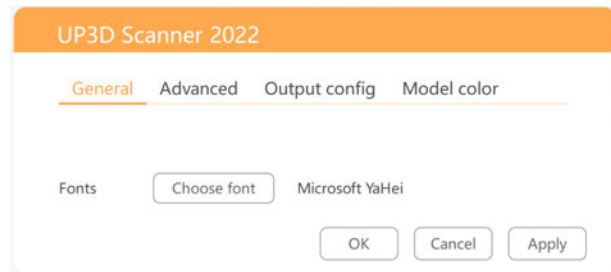 UP3D Scanner 2022
General Advanced Output config Model color
Fonts Choose font Microsoft YaHei
OK Cancel Apply